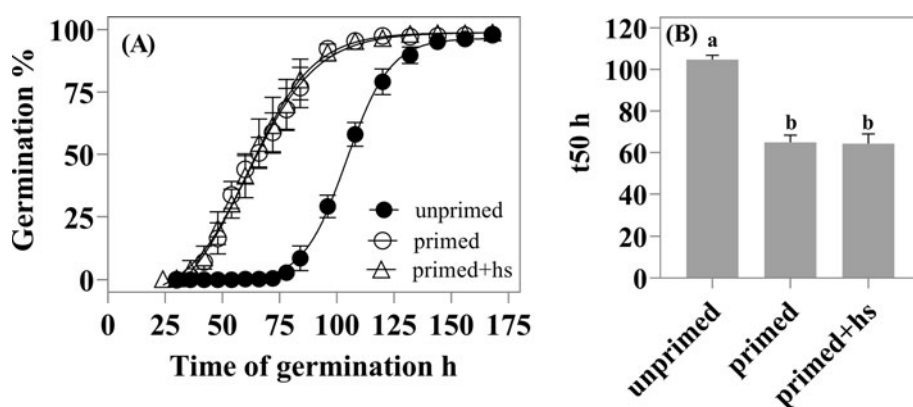 (A)
Germination %
100
75
50
25
0
unprimed
primed
primed+hs
0 25 50 75 100 125 150 175
Time of germination h
(B)
t50 h
120
100
80
60
40
20
0
a
b
b
unprimed
primed
primed+hs